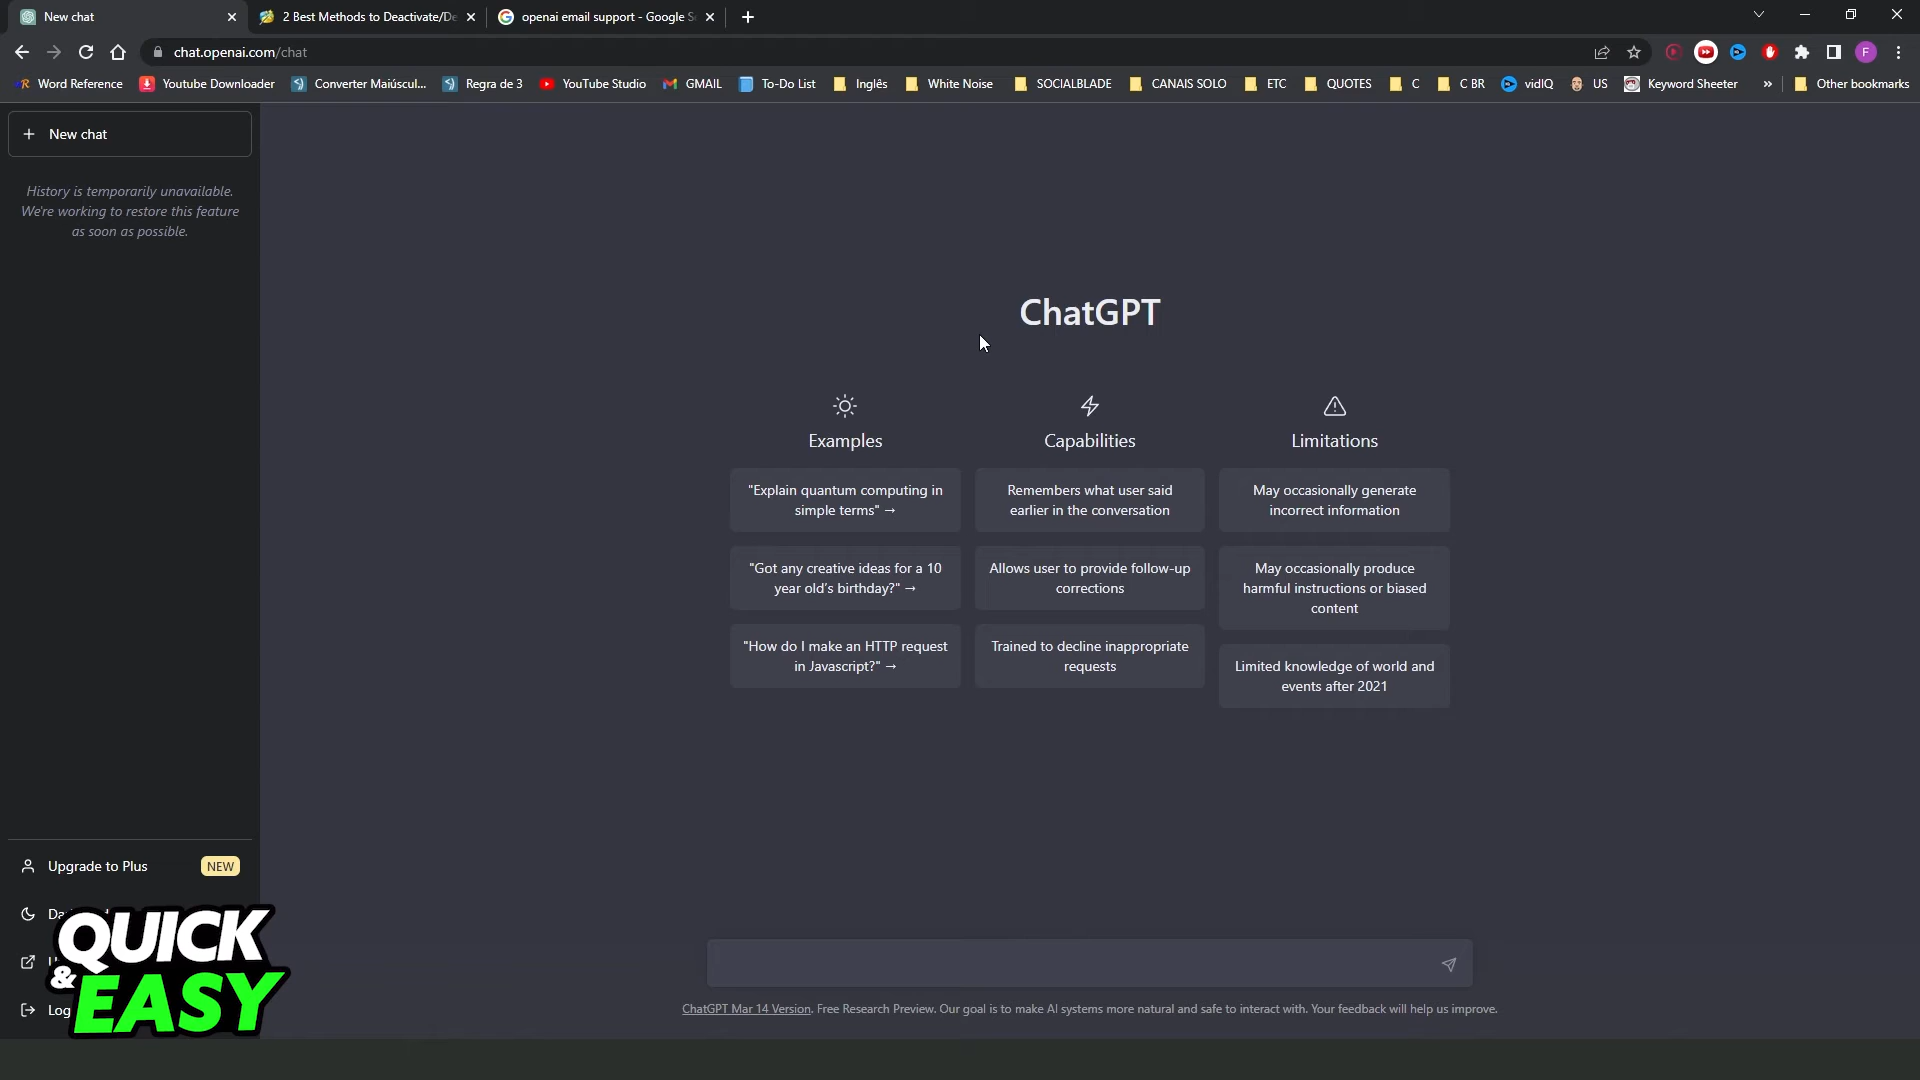 New chat
2 Best Methods to Deactivate/De
openai email support - Google S
chat.openai.com/chat
F
Word Reference
Youtube Downloader
Converter Maiúscul...
Regra de 3
YouTube Studio
GMAIL
To-Do List
Inglês
White Noise
SOCIALBLADE
CANAIS SOLO
ETC
QUOTES
C
C BR
vidIQ
US
Keyword Sheeter
»
Other bookmarks
New chat
History is temporarily unavailable.
We're working to restore this feature
as soon as possible.
ChatGPT
Examples
"Explain quantum computing in
simple terms" →
"Got any creative ideas for a 10
year old's birthday?" →
"How do I make an HTTP request
in Javascript?" →
Capabilities
Remembers what user said
earlier in the conversation
Allows user to provide follow-up
corrections
Trained to decline inappropriate
requests
Limitations
May occasionally generate
incorrect information
May occasionally produce
harmful instructions or biased
content
Limited knowledge of world and
events after 2021
Upgrade to Plus NEW
Log
QUICK
&
EASY
ChatGPT Mar 14 Version. Free Research Preview. Our goal is to make AI systems more natural and safe to interact with. Your feedback will help us improve.